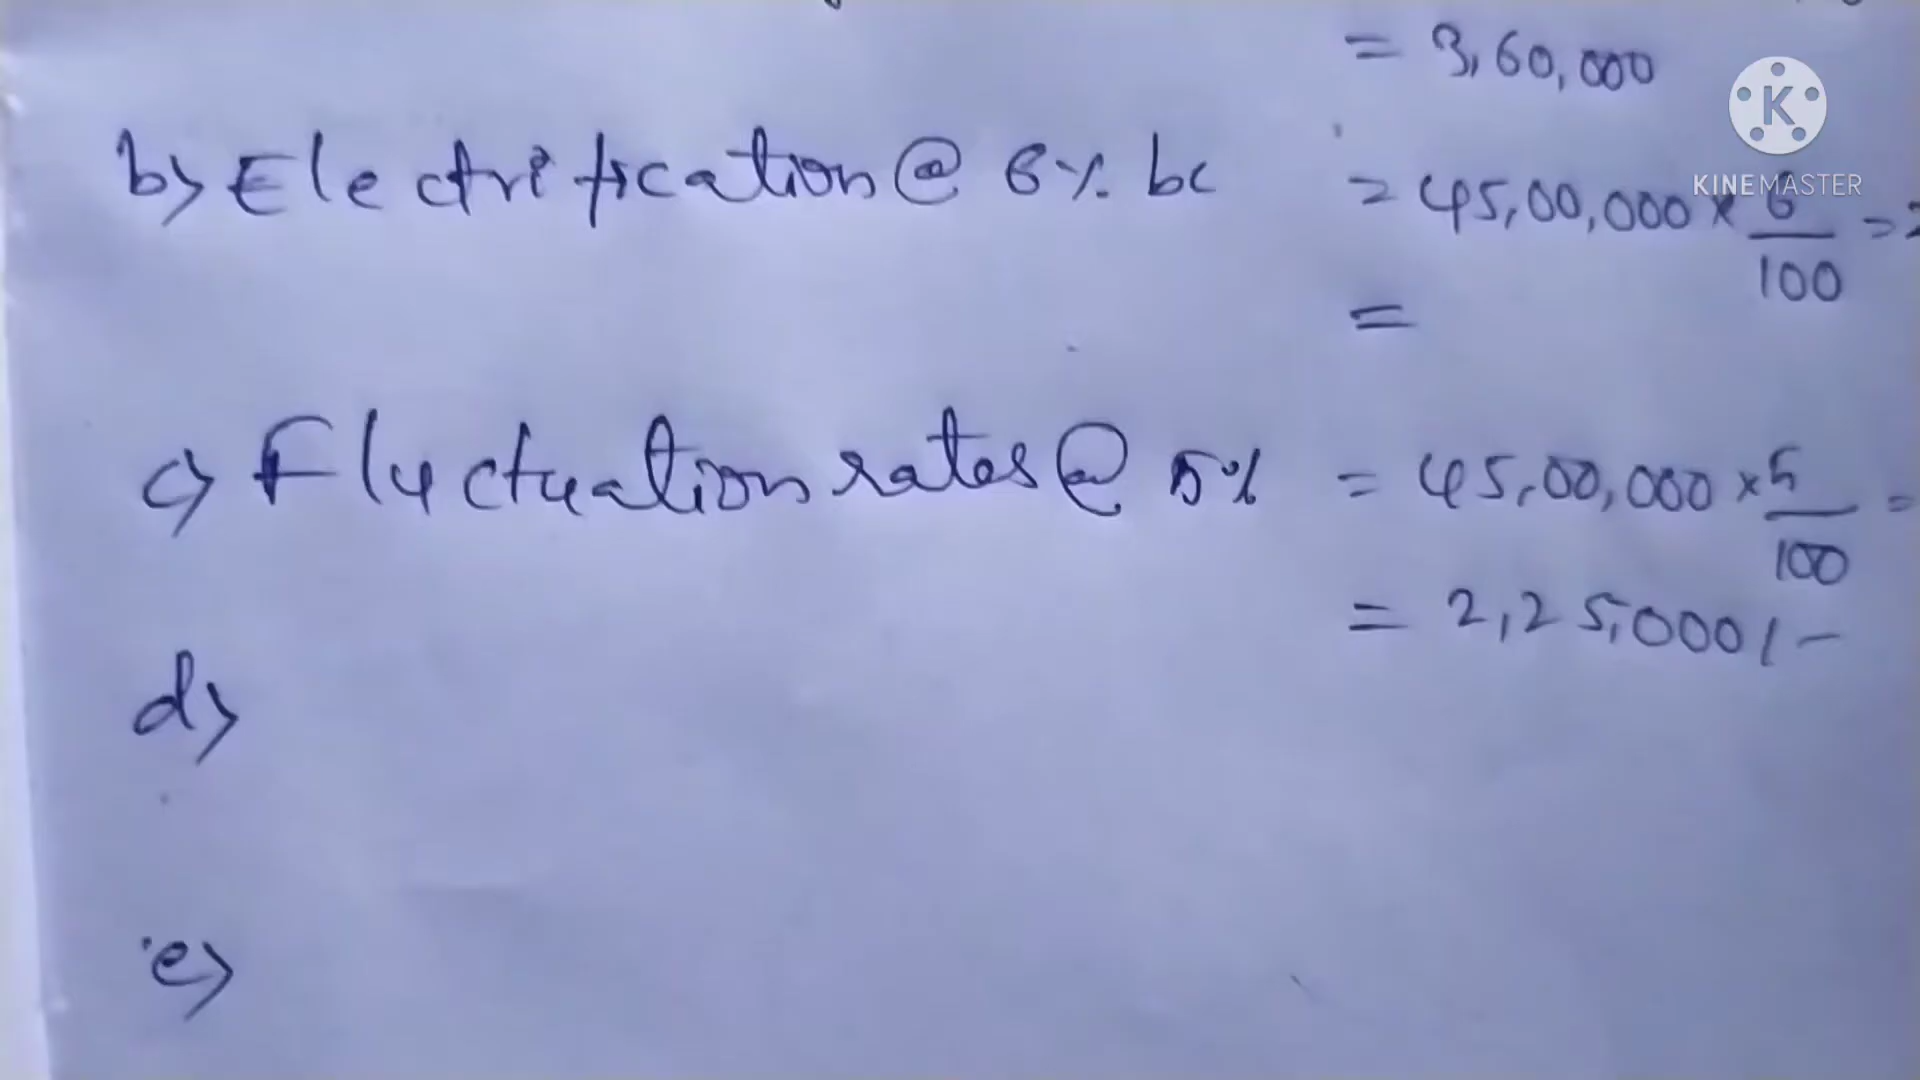 = 3,60,000
K
KINEMASTER
b) Electrification @ 6% bc = 45,00,000 × 6/100 =
=
c) Fluctuation rates @ 5% = 45,00,000 × 5/100 =
= 2,25,000/-
d)
e)